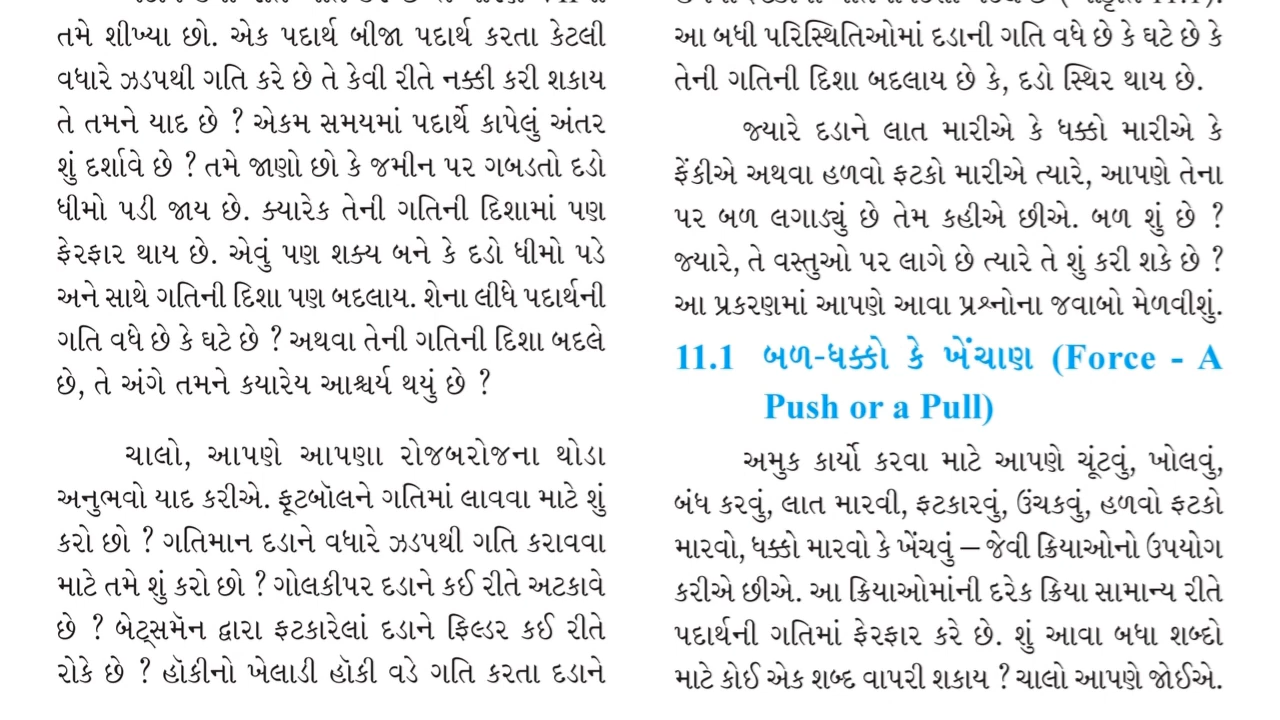 તમે શીખ્યા છો. એક પદાર્થ બીજા પદાર્થ કરતા કેટલી
વધારે ઝડપથી ગતિ કરે છે તે કેવી રીતે નક્કી કરી શકાય
તે તમને યાદ છે ? એકમ સમયમાં પદાર્થે કાપેલું અંતર
શું દર્શાવે છે ? તમે જાણો છો કે જમીન પર ગબડતો દડો
ધીમો પડી જાય છે. ક્યારેક તેની ગતિની દિશામાં પણ
ફેરફાર થાય છે. એવું પણ શક્ય બને કે દડો ધીમો પડે
અને સાથે ગતિની દિશા પણ બદલાય. શેના લીધે પદાર્થની
ગતિ વધે છે કે ઘટે છે ? અથવા તેની ગતિની દિશા બદલે
છે, તે અંગે તમને કયારેય આશ્ચર્ય થયું છે ?
ચાલો, આપણે આપણા રોજબરોજના થોડા
અનુભવો યાદ કરીએ. ફૂટબૉલને ગતિમાં લાવવા માટે શું
કરો છો ? ગતિમાન દડાને વધારે ઝડપથી ગતિ કરાવવા
માટે તમે શું કરો છો ? ગોલકીપર દડાને કઈ રીતે અટકાવે
છે ? બેટ્સમૅન દ્વારા ફટકારેલાં દડાને ફિલ્ડર કઈ રીતે
રોકે છે ? હૉકીનો ખેલાડી હૉકી વડે ગતિ કરતા દડાને
આ બધી પરિસ્થિતિઓમાં દડાની ગતિ વધે છે કે ઘટે છે કે
તેની ગતિની દિશા બદલાય છે કે, દડો સ્થિર થાય છે.
જ્યારે દડાને લાત મારીએ કે ધક્કો મારીએ કે
ફેંકીએ અથવા હળવો ફટકો મારીએ ત્યારે, આપણે તેના
પર બળ લગાડ્યું છે તેમ કહીએ છીએ. બળ શું છે ?
જ્યારે, તે વસ્તુઓ પર લાગે છે ત્યારે તે શું કરી શકે છે ?
આ પ્રકરણમાં આપણે આવા પ્રશ્નોના જવાબો મેળવીશું.
11.1 બળ-ધક્કો કે ખેંચાણ (Force - A
Push or a Pull)
અમુક કાર્યો કરવા માટે આપણે ચૂંટવું, ખોલવું,
બંધ કરવું, લાત મારવી, ફટકારવું, ઉંચકવું, હળવો ફટકો
મારવો, ધક્કો મારવો કે ખેંચવું – જેવી ક્રિયાઓનો ઉપયોગ
કરીએ છીએ. આ ક્રિયાઓમાંની દરેક ક્રિયા સામાન્ય રીતે
પદાર્થની ગતિમાં ફેરફાર કરે છે. શું આવા બધા શબ્દો
માટે કોઈ એક શબ્દ વાપરી શકાય ? ચાલો આપણે જોઈએ.